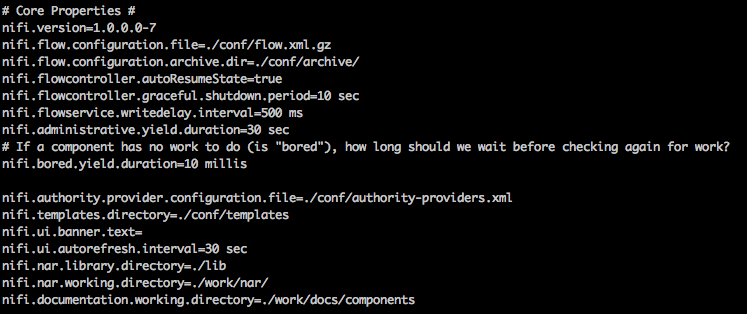 # Core Properties #
nifi.version=1.0.0.0-7
nifi.flow.configuration.file=./conf/flow.xml.gz
nifi.flow.configuration.archive.dir=./conf/archive/
nifi.flowcontroller.autoResumeState=true
nifi.flowcontroller.graceful.shutdown.period=10 sec
nifi.flowservice.writedelay.interval=500 ms
nifi.administrative.yield.duration=30 sec
# If a component has no work to do (is "bored"), how long should we wait before checking again for work?
nifi.bored.yield.duration=10 millis
nifi.authority.provider.configuration.file=./conf/authority-providers.xml
nifi.templates.directory=./conf/templates
nifi.ui.banner.text=
nifi.ui.autorefresh.interval=30 sec
nifi.nar.library.directory=./lib
nifi.nar.working.directory=./work/nar/
nifi.documentation.working.directory=./work/docs/components